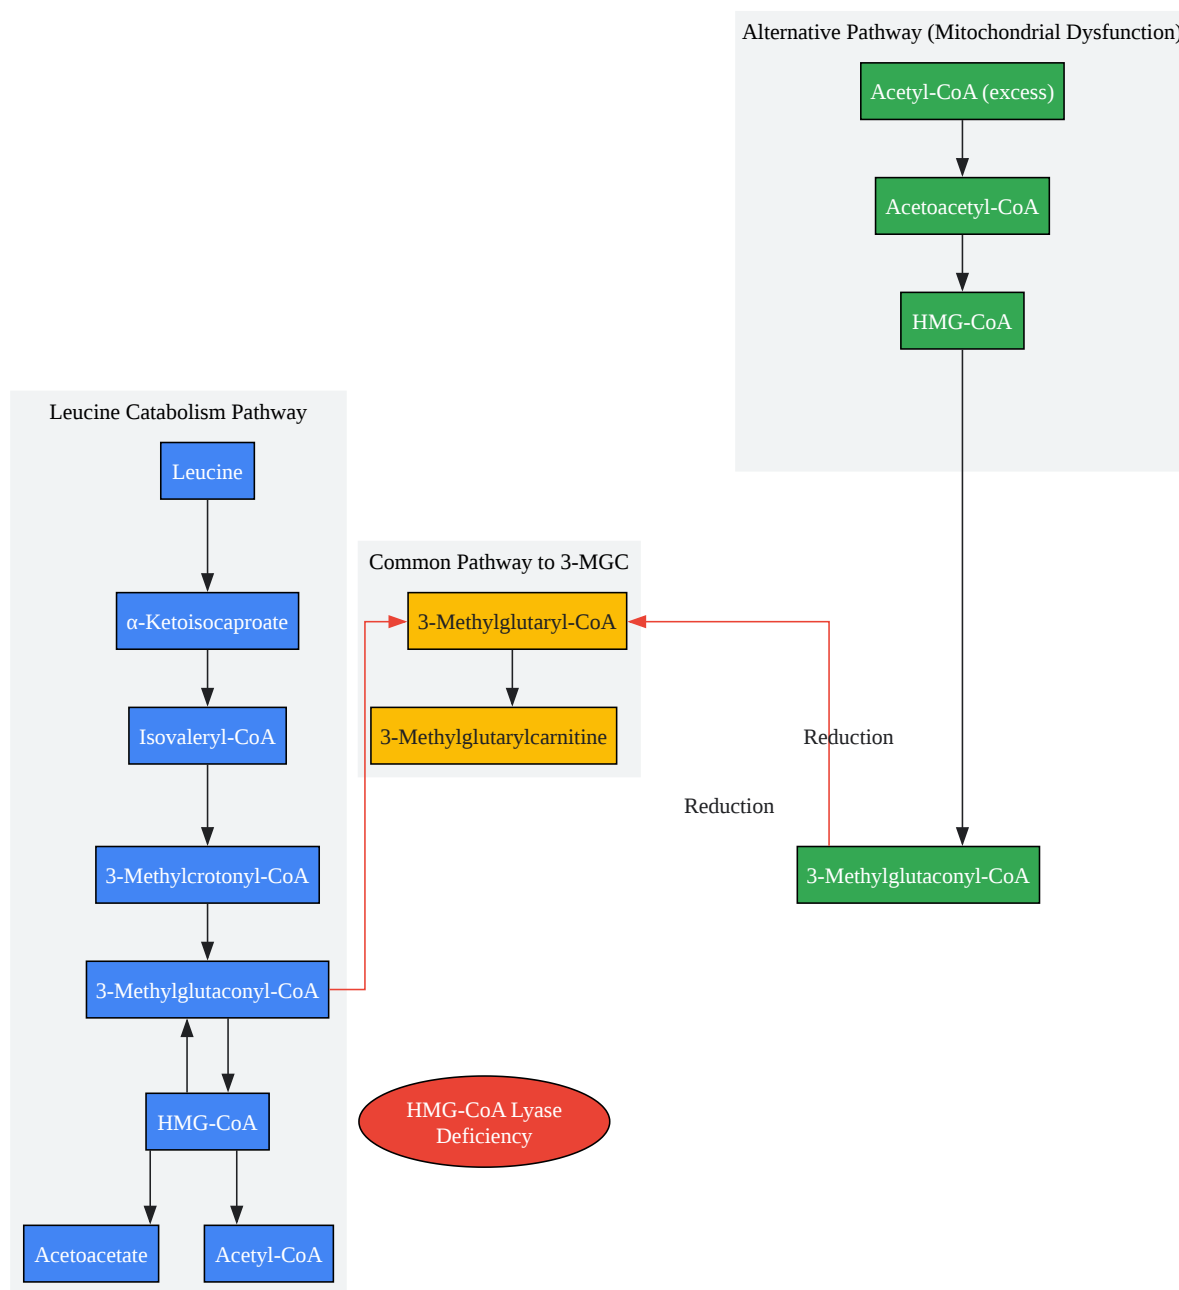 Alternative Pathway (Mitochondrial Dysfunction)
Acetyl-CoA (excess)
Acetoacetyl-CoA
HMG-CoA
Leucine Catabolism Pathway
Leucine
α-Ketoisocaproate
Isovaleryl-CoA
3-Methylcrotonyl-CoA
3-Methylglutaconyl-CoA
HMG-CoA
Acetoacetate
Acetyl-CoA
Common Pathway to 3-MGC
3-Methylglutaryl-CoA
3-Methylglutarylcarnitine
Reduction
Reduction
3-Methylglutaconyl-CoA
HMG-CoA Lyase
Deficiency